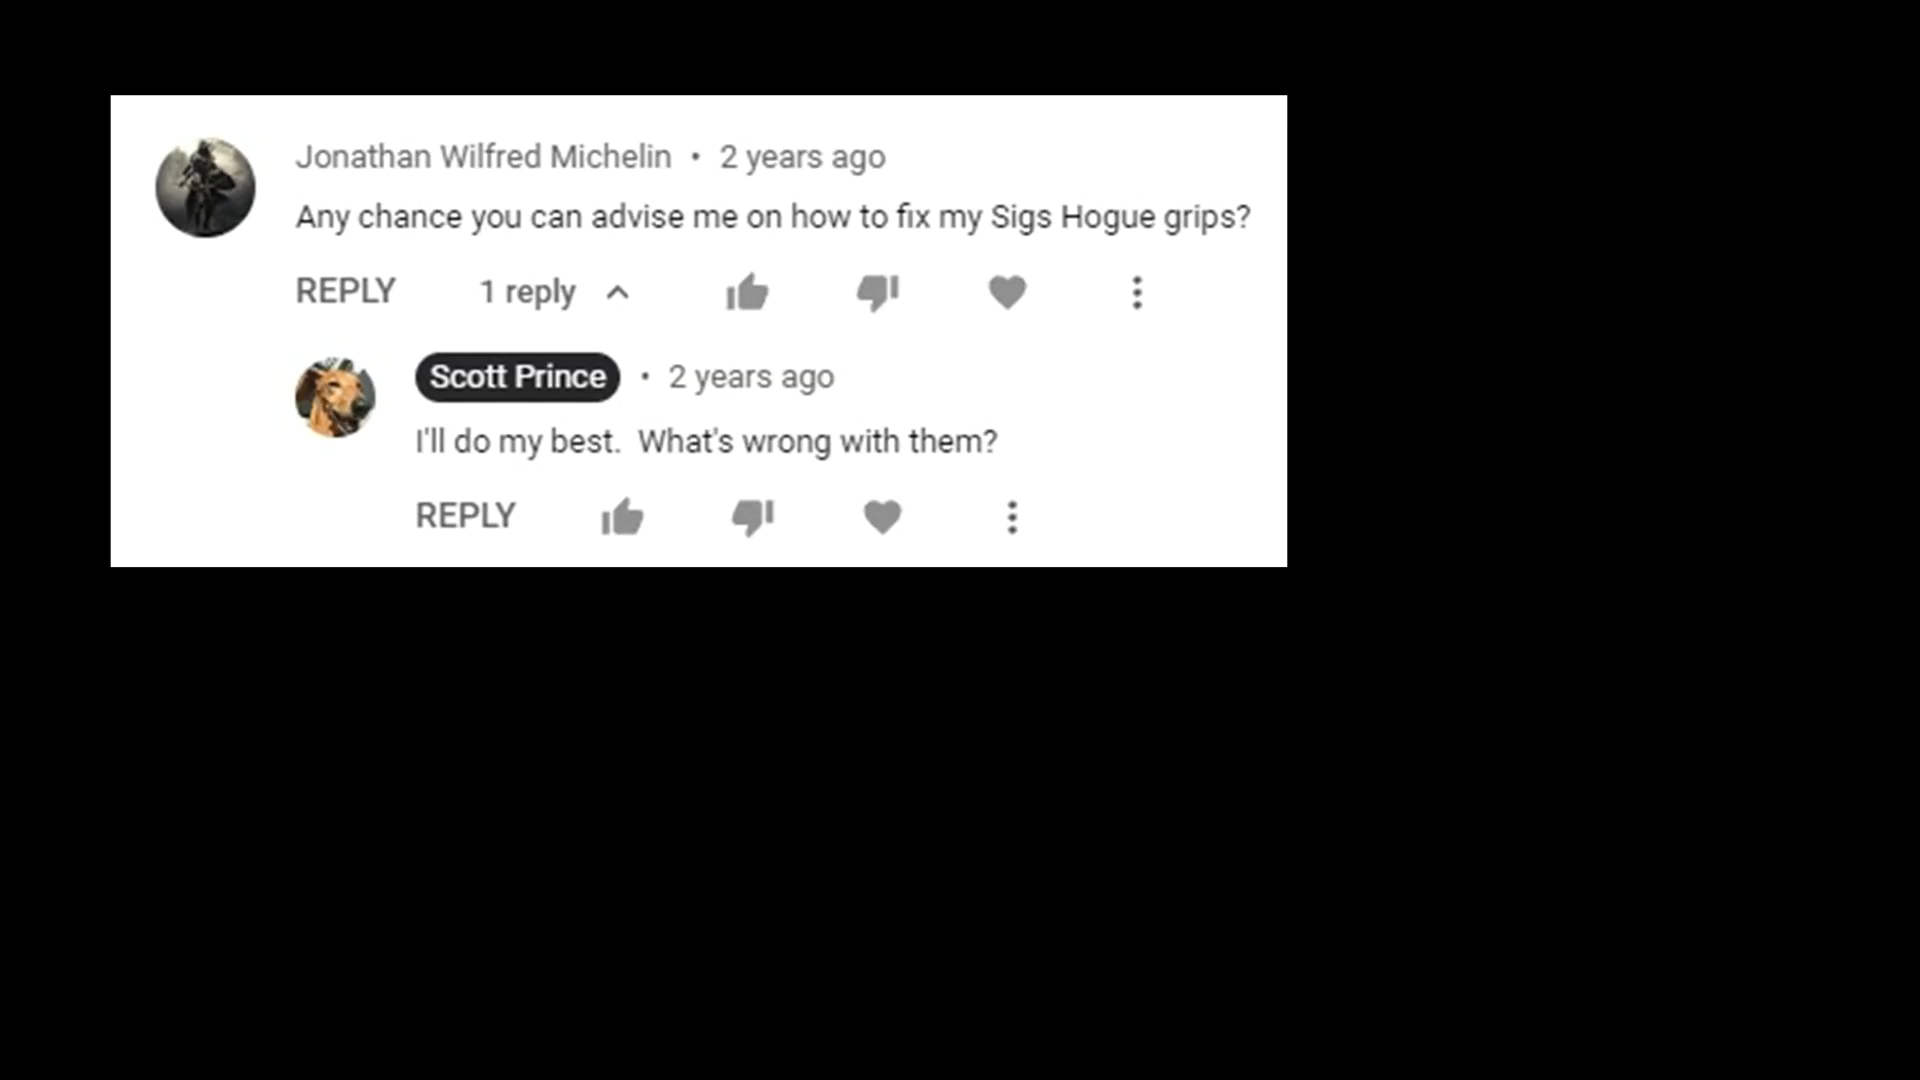 Jonathan Wilfred Michelin • 2 years ago
Any chance you can advise me on how to fix my Sigs Hogue grips?
REPLY 1 reply
Scott Prince • 2 years ago
I'll do my best.  What's wrong with them?
REPLY